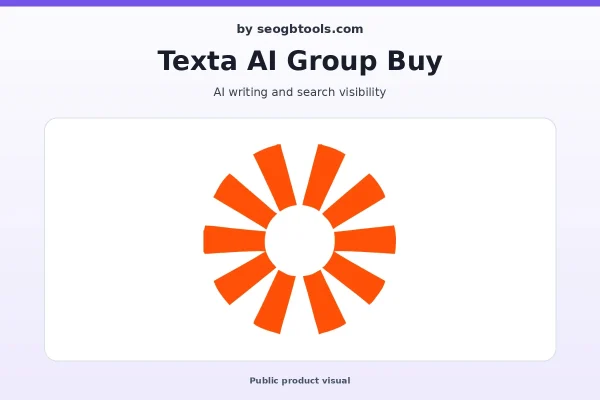 by seogbtools.com
Texta AI Group Buy
AI writing and search visibility
Public product visual